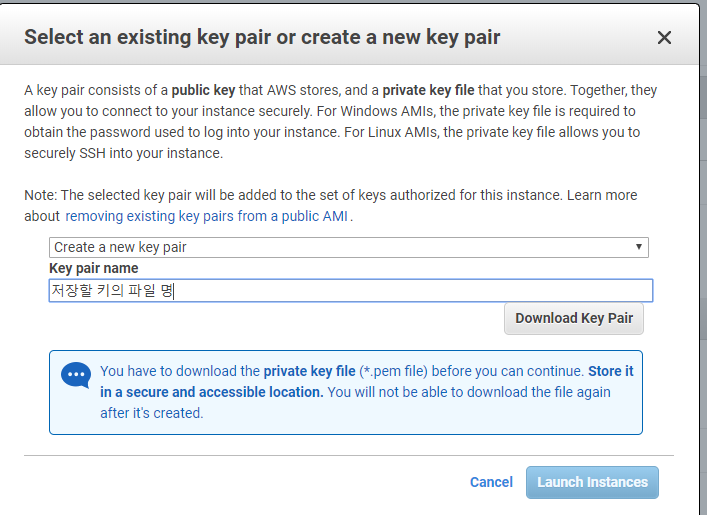 Select an existing key pair or create a new key pair
A key pair consists of a public key that AWS stores, and a private key file that you store. Together, they
allow you to connect to your instance securely. For Windows AMIs, the private key file is required to
obtain the password used to log into your instance. For Linux AMIs, the private key file allows you to
securely SSH into your instance.
Note: The selected key pair will be added to the set of keys authorized for this instance. Learn more
about removing existing key pairs from a public AMI.
Create a new key pair
Key pair name
저장할 키의 파일 명
Download Key Pair
You have to download the private key file (*.pem file) before you can continue. Store it
in a secure and accessible location. You will not be able to download the file again
after it's created.
Cancel Launch Instances